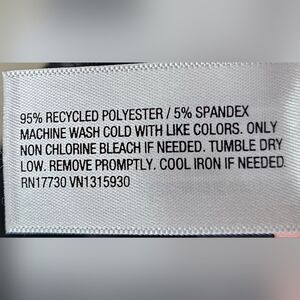 95% RECYCLED POLYESTER / 5% SPANDEX
MACHINE WASH COLD WITH LIKE COLORS. ONLY
NON CHLORINE BLEACH IF NEEDED. TUMBLE DRY
LOW. REMOVE PROMPTLY. COOL IRON IF NEEDED.
RN17730 VN1315930